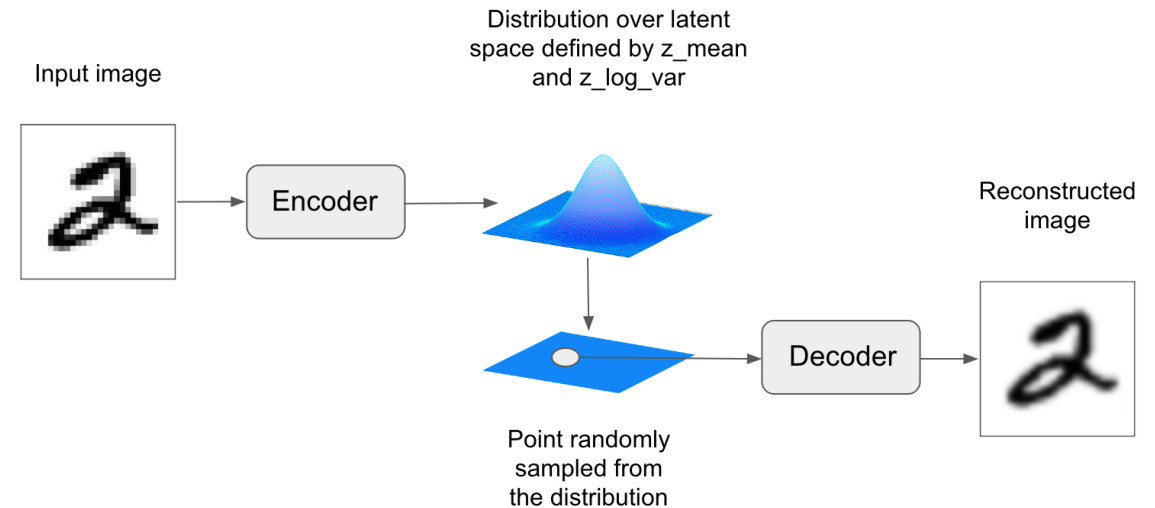 Distribution over latent
space defined by z_mean
and z_log_var
Input image
Encoder
Reconstructed
image
Decoder
Point randomly
sampled from
the distribution